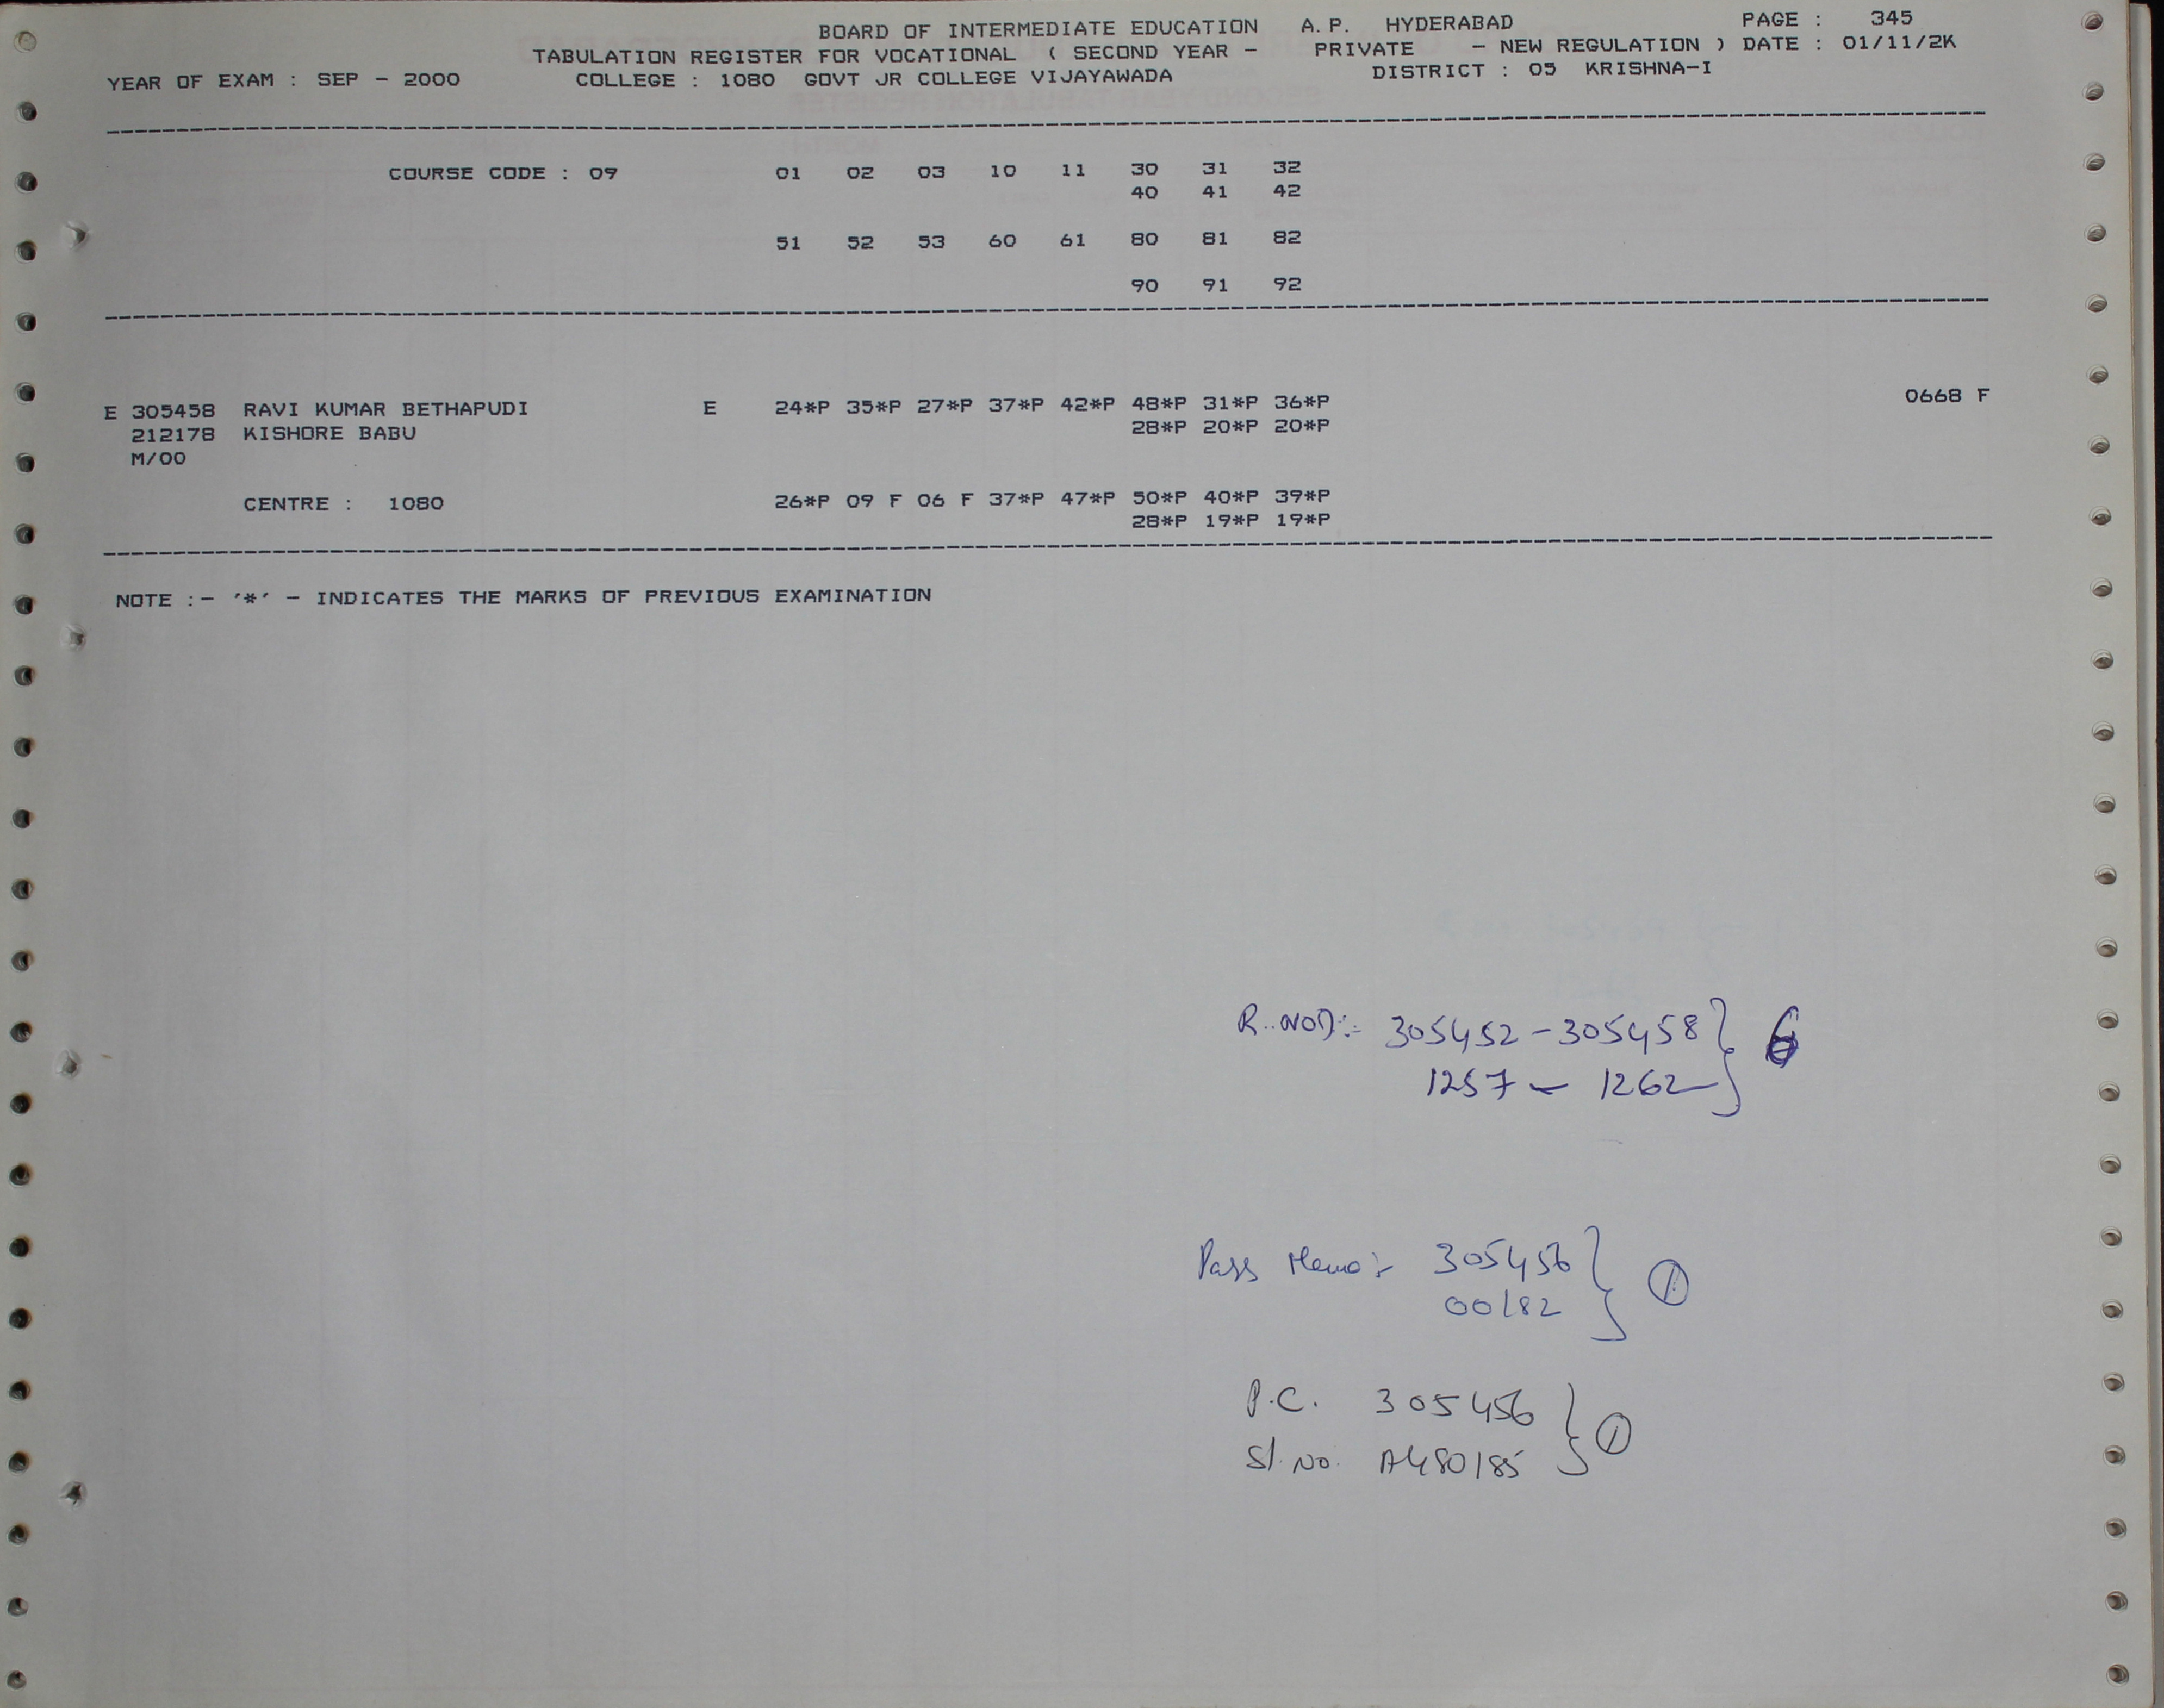 BOARD OF INTERMEDIATE EDUCATION A.P. HYDERABAD PAGE : 345
TABULATION REGISTER FOR VOCATIONAL ( SECOND YEAR - PRIVATE - NEW REGULATION ) DATE : 01/11/2K
YEAR OF EXAM : SEP - 2000 COLLEGE : 1080 GOVT JR COLLEGE VIJAYAWADA DISTRICT : 05 KRISHNA-I
COURSE CODE : 09 01 02 03 10 11 30 31 32
40 41 42
51 52 53 60 61 80 81 82
90 91 92
E 305458 RAVI KUMAR BETHAPUDI E 24*P 35*P 27*P 37*P 42*P 48*P 31*P 36*P 0668 F
212178 KISHORE BABU 28*P 20*P 20*P
M/00
CENTRE : 1080 26*P 09 F 06 F 37*P 47*P 50*P 40*P 39*P
28*P 19*P 19*P
NOTE :- '*' - INDICATES THE MARKS OF PREVIOUS EXAMINATION
305452 - 305458 } 6
1257 - 1262
Pass Memo :- 305456 } 1
00182
P.C. 305456 } 1
Sl. No. A480185